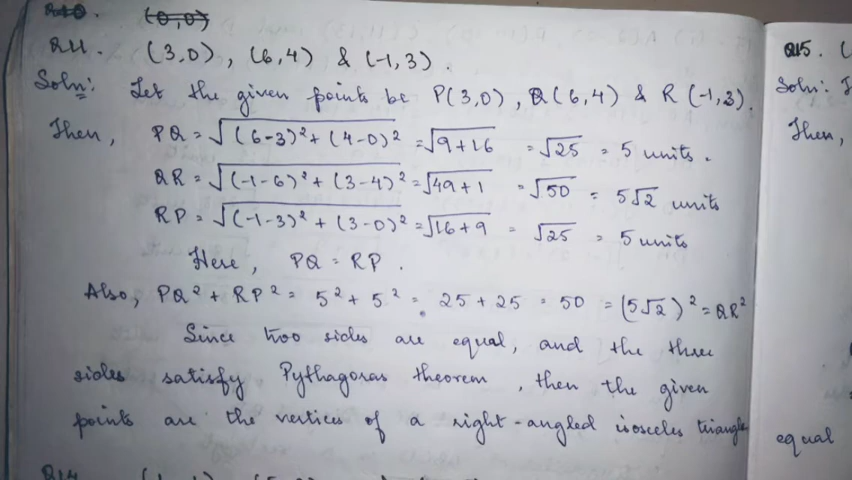 (0,0)
Q11. (3,0), (6,4) & (-1,3).
Soln: Let the given points be P(3,0), Q(6,4) & R(-1,3).
Then, PQ = √((6-3)² + (4-0)²) = √(9+16) = √25 = 5 units.
QR = √((-1-6)² + (3-4)²) = √(49+1) = √50 = 5√2 units
RP = √((-1-3)² + (3-0)²) = √(16+9) = √25 = 5 units
Here, PQ = RP.
Also, PQ² + RP² = 5² + 5² = 25 + 25 = 50 = (5√2)² = QR²
Since two sides are equal, and the three
sides satisfy Pythagoras theorem, then the given
points are the vertices of a right-angled isosceles triangle
Q14.
Q15. (
Soln:
Then,
equal